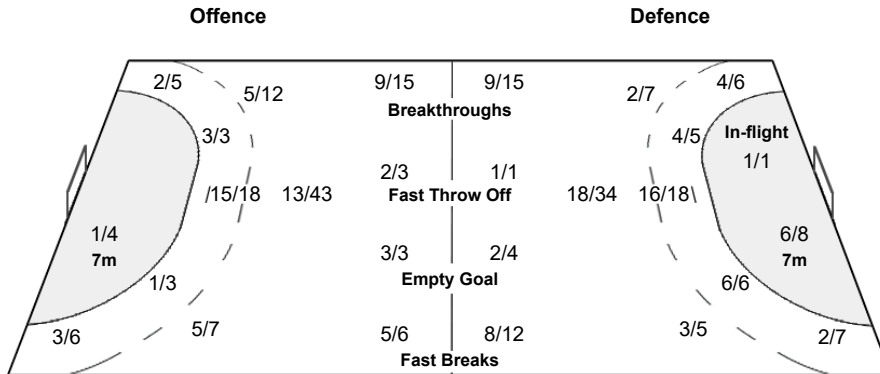 Offence Defence
2/5 5/12 9/15 9/15 2/7 4/6
Breakthroughs
3/3 4/5 In-flight
1/1
2/3 1/1
15/18 13/43 Fast Throw Off 18/34 16/18
1/4 3/3 2/4 6/8
7m 7m
1/3 Empty Goal 6/6
3/6 5/7 5/6 8/12 3/5 2/7
Fast Breaks